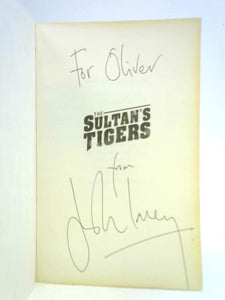 For Oliver
THE
SULTAN'S
TIGERS
from